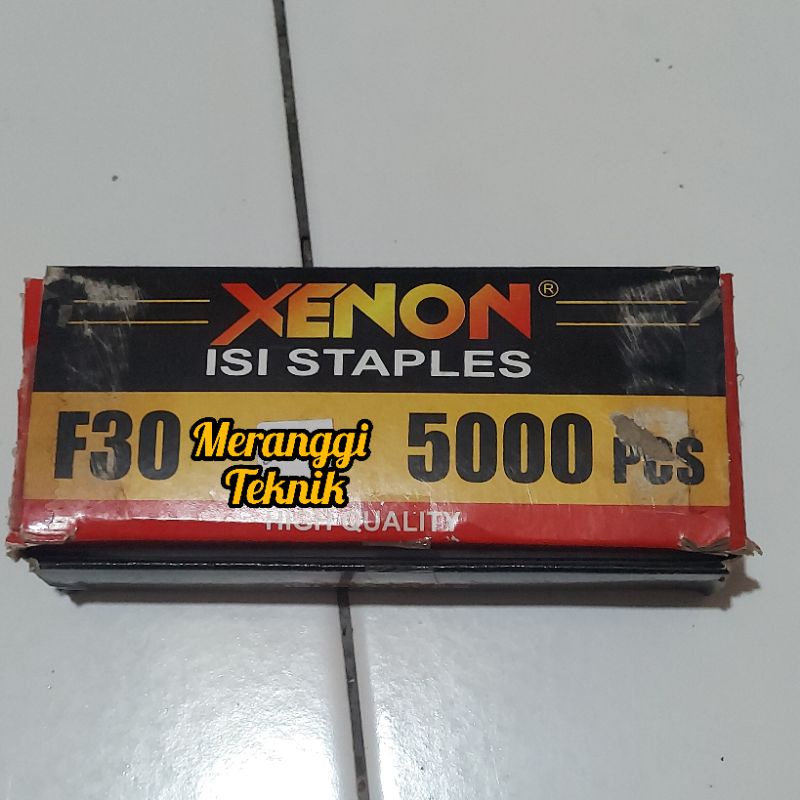 XENON ®
ISI STAPLES
F30 Meranggi 5000 PCS
Teknik
HIGH QUALITY